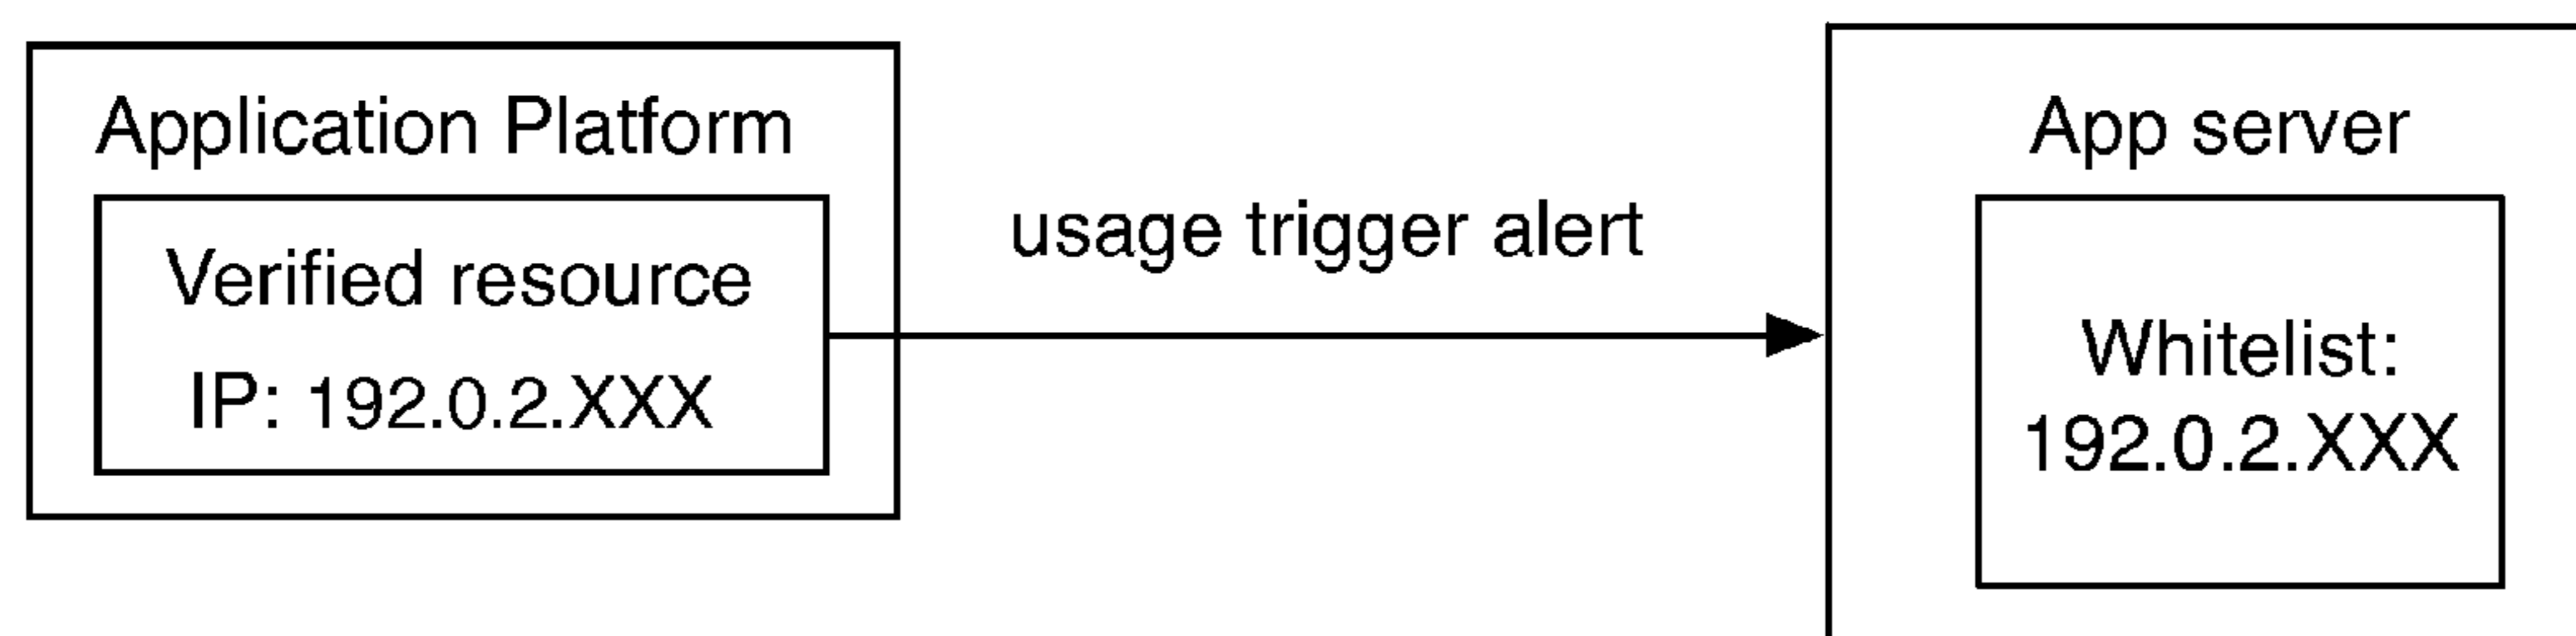 Application Platform
Verified resource
IP: 192.0.2.XXX
usage trigger alert
App server
Whitelist:
192.0.2.XXX